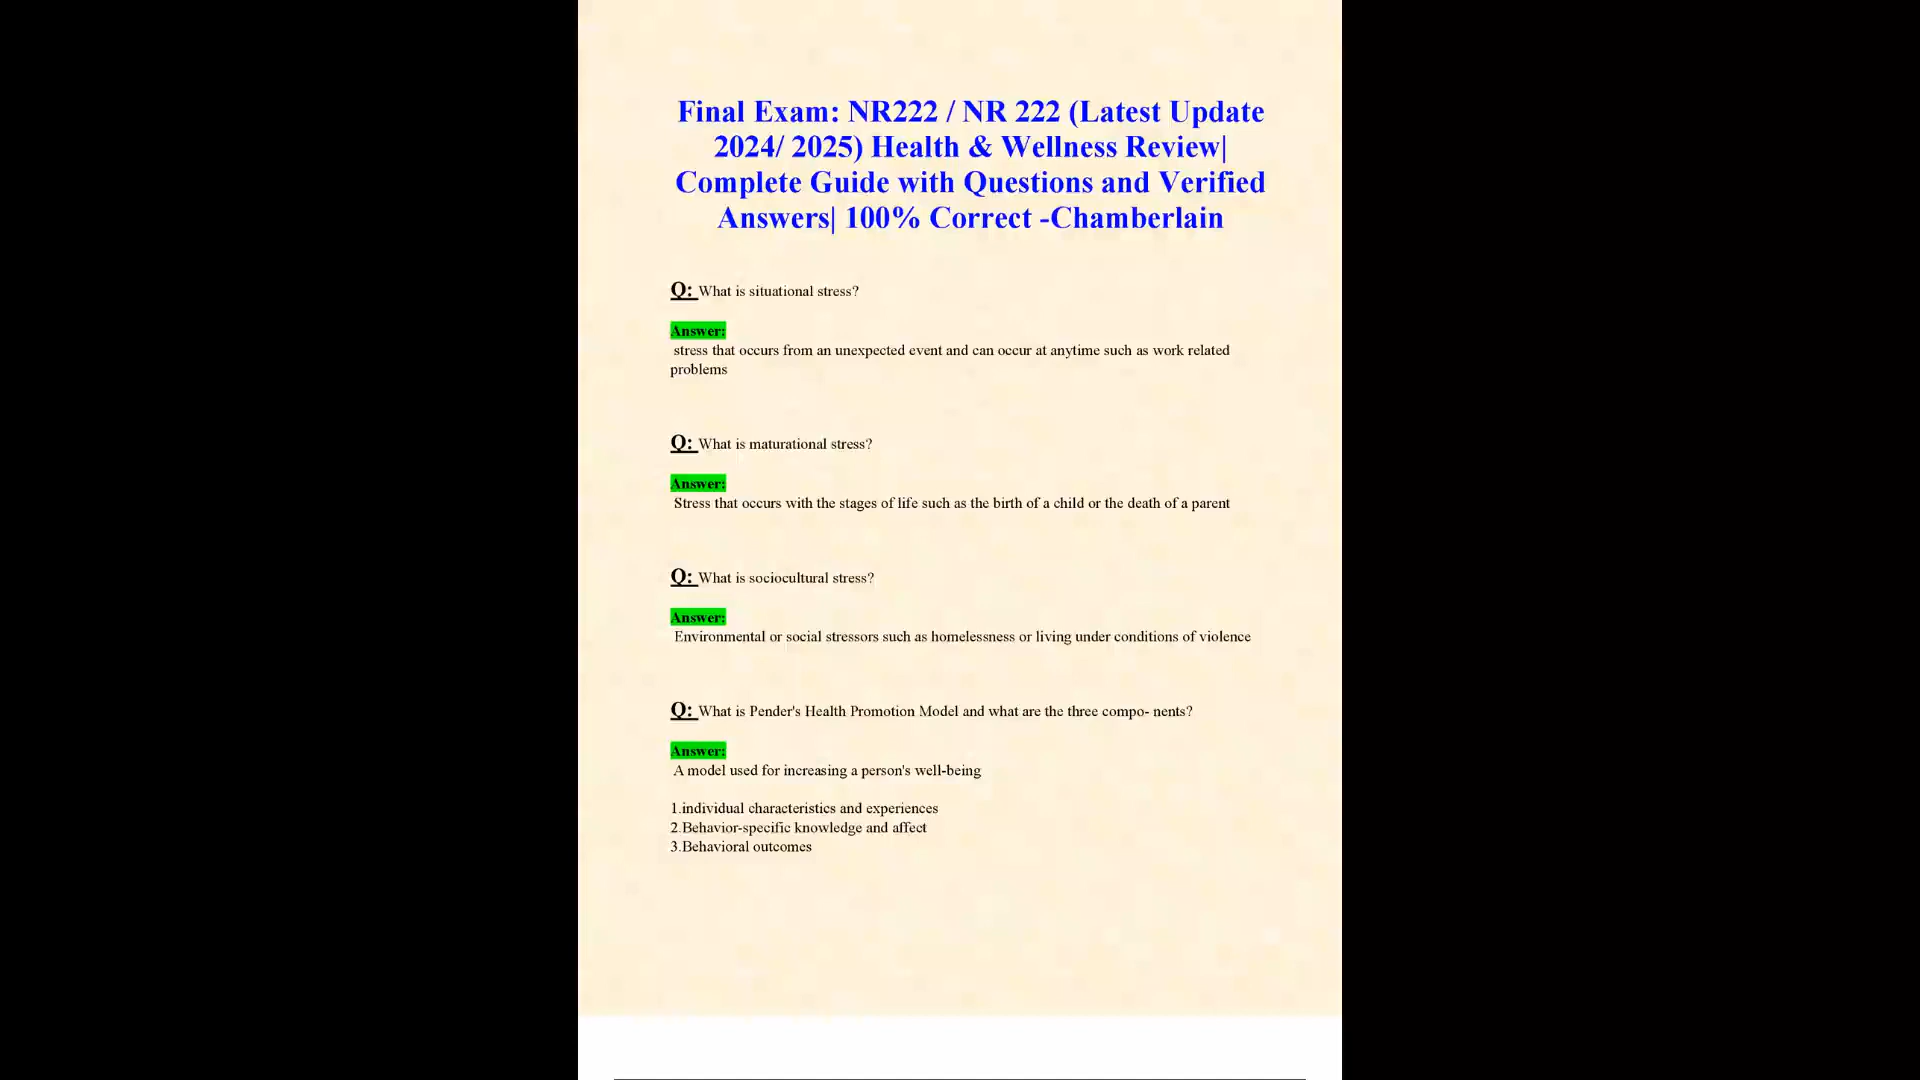 Final Exam: NR222 / NR 222 (Latest Update
2024/ 2025) Health & Wellness Review|
Complete Guide with Questions and Verified
Answers| 100% Correct -Chamberlain
Q: What is situational stress?
Answer:
stress that occurs from an unexpected event and can occur at anytime such as work related
problems
Q: What is maturational stress?
Answer:
Stress that occurs with the stages of life such as the birth of a child or the death of a parent
Q: What is sociocultural stress?
Answer:
Environmental or social stressors such as homelessness or living under conditions of violence
Q: What is Pender's Health Promotion Model and what are the three compo- nents?
Answer:
A model used for increasing a person's well-being
1.individual characteristics and experiences
2.Behavior-specific knowledge and affect
3.Behavioral outcomes